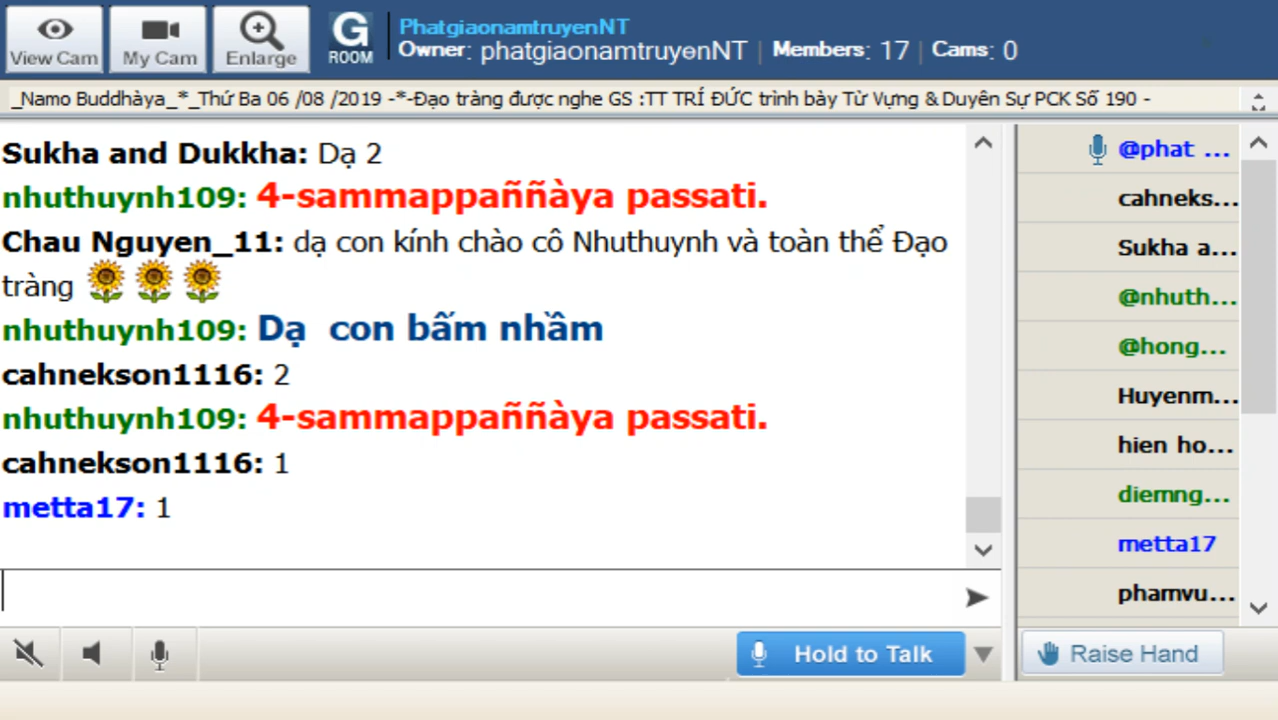 PhatgiaonamtruyenNT
View Cam My Cam Enlarge G ROOM Owner: phatgiaonamtruyenNT | Members: 17 | Cams: 0
_Namo Buddhàya_*_Thứ Ba 06 /08 /2019 -*-Đạo tràng được nghe GS :TT TRÍ ĐỨC trình bày Từ Vựng & Duyên Sự PCK Số 190 -
Sukha and Dukkha: Dạ 2
nhuthuynh109: 4-sammappaññàya passati.
Chau Nguyen_11: dạ con kính chào cô Nhuthuynh và toàn thể Đạo
tràng
nhuthuynh109: Dạ con bấm nhầm
cahnekson1116: 2
nhuthuynh109: 4-sammappaññàya passati.
cahnekson1116: 1
metta17: 1
@phat ...
cahneks...
Sukha a...
@nhuth...
@hong...
Huyenm...
hien ho...
diemng...
metta17
phamvu...
Hold to Talk
Raise Hand